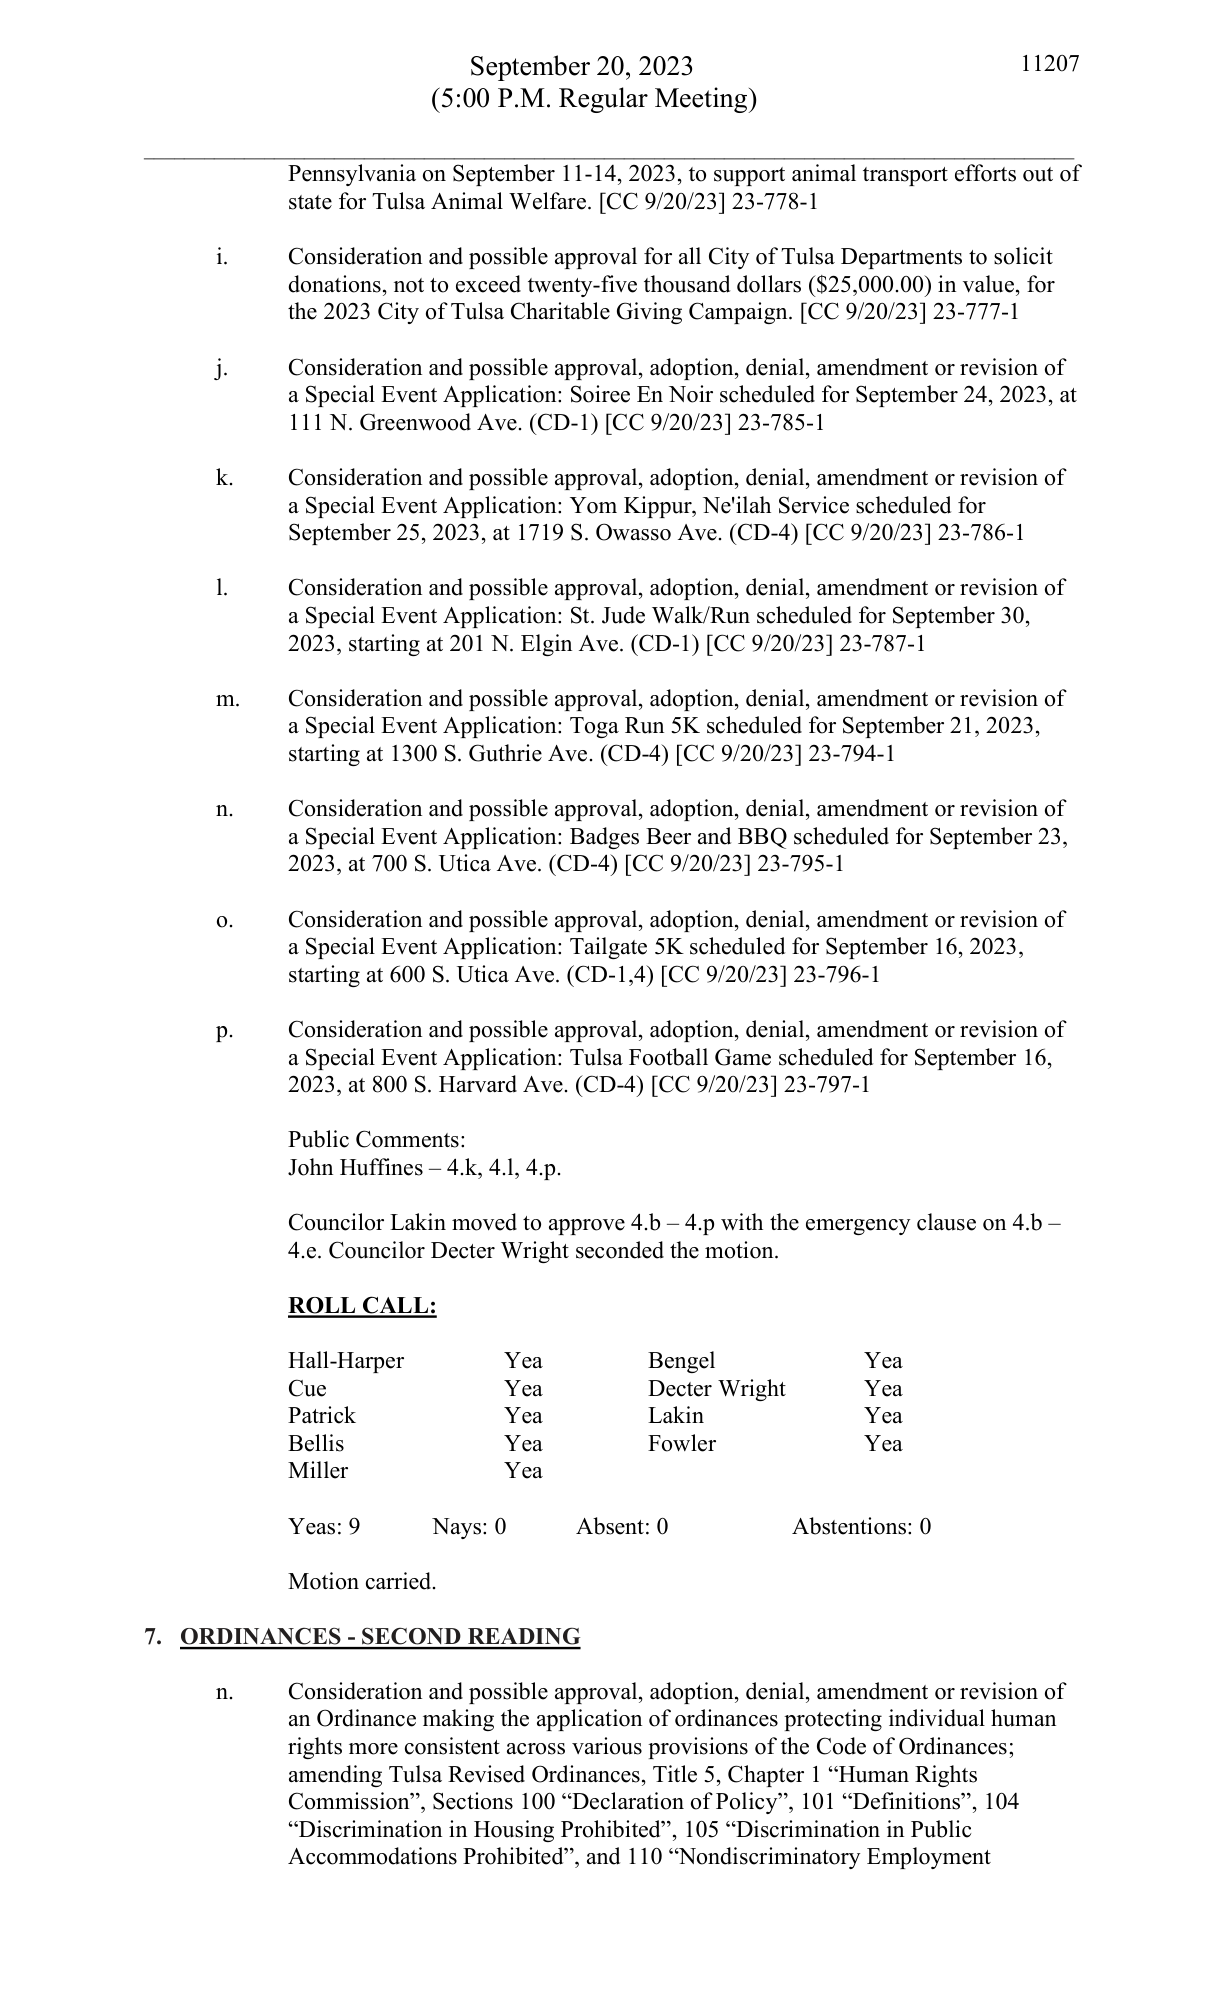 September 20, 2023
11207
(5:00 P.M. Regular Meeting)
Pennsylvania on September 11-14, 2023, to support animal transport efforts out of
state for Tulsa Animal Welfare. [CC 9/20/23] 23-778-1
i. Consideration and possible approval for all City of Tulsa Departments to solicit
donations, not to exceed twenty-five thousand dollars ($25,000.00) in value, for
the 2023 City of Tulsa Charitable Giving Campaign. [CC 9/20/23] 23-777-1
j. Consideration and possible approval, adoption, denial, amendment or revision of
a Special Event Application: Soiree En Noir scheduled for September 24, 2023, at
111 N. Greenwood Ave. (CD-1) [CC 9/20/23] 23-785-1
k. Consideration and possible approval, adoption, denial, amendment or revision of
a Special Event Application: Yom Kippur, Ne'ilah Service scheduled for
September 25, 2023, at 1719 S. Owasso Ave. (CD-4) [CC 9/20/23] 23-786-1
l. Consideration and possible approval, adoption, denial, amendment or revision of
a Special Event Application: St. Jude Walk/Run scheduled for September 30,
2023, starting at 201 N. Elgin Ave. (CD-1) [CC 9/20/23] 23-787-1
m. Consideration and possible approval, adoption, denial, amendment or revision of
a Special Event Application: Toga Run 5K scheduled for September 21, 2023,
starting at 1300 S. Guthrie Ave. (CD-4) [CC 9/20/23] 23-794-1
n. Consideration and possible approval, adoption, denial, amendment or revision of
a Special Event Application: Badges Beer and BBQ scheduled for September 23,
2023, at 700 S. Utica Ave. (CD-4) [CC 9/20/23] 23-795-1
o. Consideration and possible approval, adoption, denial, amendment or revision of
a Special Event Application: Tailgate 5K scheduled for September 16, 2023,
starting at 600 S. Utica Ave. (CD-1,4) [CC 9/20/23] 23-796-1
p. Consideration and possible approval, adoption, denial, amendment or revision of
a Special Event Application: Tulsa Football Game scheduled for September 16,
2023, at 800 S. Harvard Ave. (CD-4) [CC 9/20/23] 23-797-1
Public Comments:
John Huffines – 4.k, 4.l, 4.p.
Councilor Lakin moved to approve 4.b – 4.p with the emergency clause on 4.b –
4.e. Councilor Decter Wright seconded the motion.
ROLL CALL:
Hall-Harper Yea Bengel Yea
Cue Yea Decter Wright Yea
Patrick Yea Lakin Yea
Bellis Yea Fowler Yea
Miller Yea
Yeas: 9 Nays: 0 Absent: 0 Abstentions: 0
Motion carried.
7. ORDINANCES - SECOND READING
n. Consideration and possible approval, adoption, denial, amendment or revision of
an Ordinance making the application of ordinances protecting individual human
rights more consistent across various provisions of the Code of Ordinances;
amending Tulsa Revised Ordinances, Title 5, Chapter 1 “Human Rights
Commission”, Sections 100 “Declaration of Policy”, 101 “Definitions”, 104
“Discrimination in Housing Prohibited”, 105 “Discrimination in Public
Accommodations Prohibited”, and 110 “Nondiscriminatory Employment